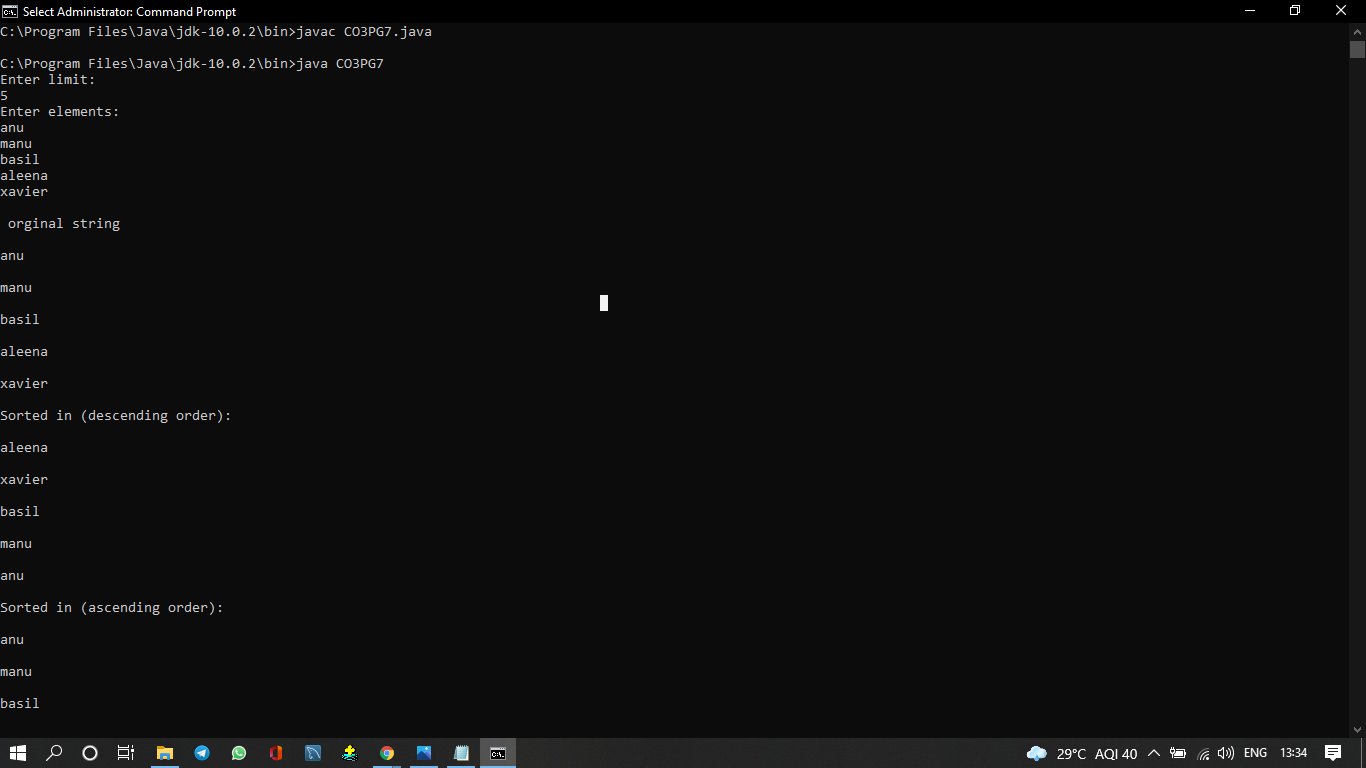 Select Administrator: Command Prompt
C:\Program Files\Java\jdk-10.0.2\bin>javac CO3PG7.java
C:\Program Files\Java\jdk-10.0.2\bin>java CO3PG7
Enter limit:
5
Enter elements:
anu
manu
basil
aleena
xavier
orginal string
anu
manu
basil
aleena
xavier
Sorted in (descending order):
aleena
xavier
basil
manu
anu
Sorted in (ascending order):
anu
manu
basil
29°C AQI 40 ENG 13:34